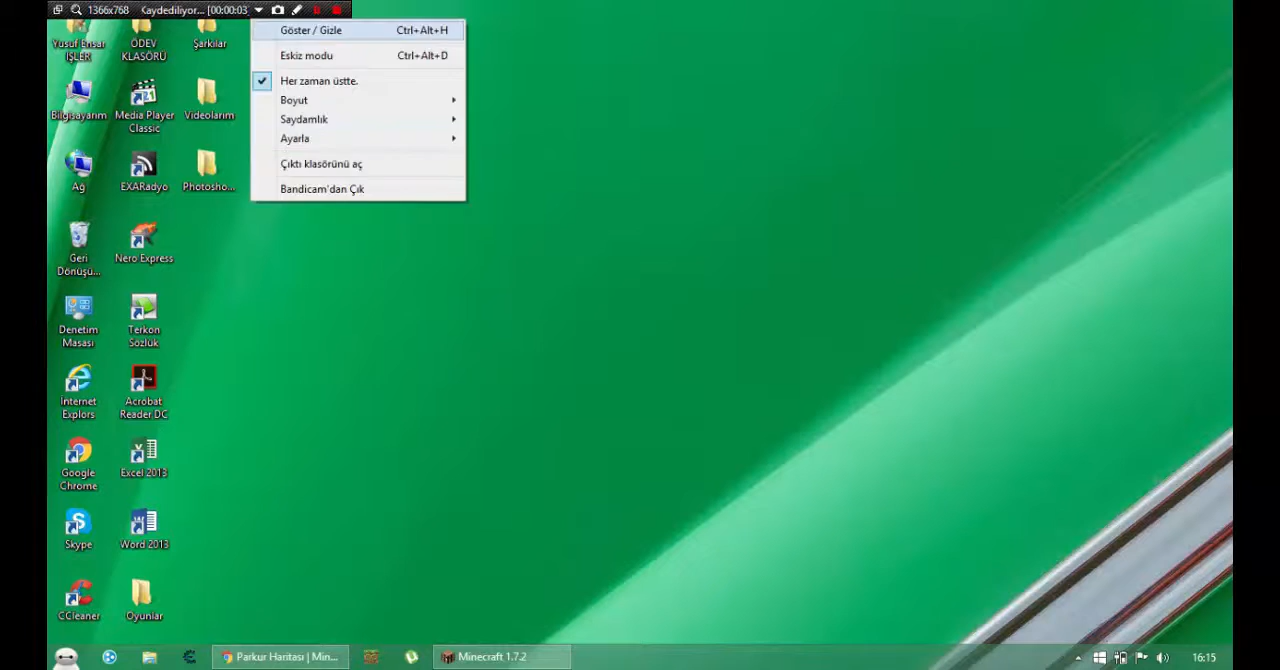 1366x768 Kaydediliyor... [00:00:03]
Göster / Gizle Ctrl+Alt+H
Eskiz modu Ctrl+Alt+D
Her zaman üstte.
Boyut
Saydamlık
Ayarla
Çıktı klasörünü aç
Bandicam'dan Çık
Yusuf Ensar
İŞLER
ÖDEV
KLASÖRÜ
Şarkılar
Bilgisayarım
Media Player
Classic
Videolarım
Ağ
EXARadyo
Photosho...
Geri
Dönüşü...
Nero Express
Denetim
Masası
Terkon
Sözlük
İnternet
Explors
Acrobat
Reader DC
Google
Chrome
Excel 2013
Skype
Word 2013
CCleaner
Oyunlar
Parkur Haritası | Min...
Minecraft 1.7.2
16:15